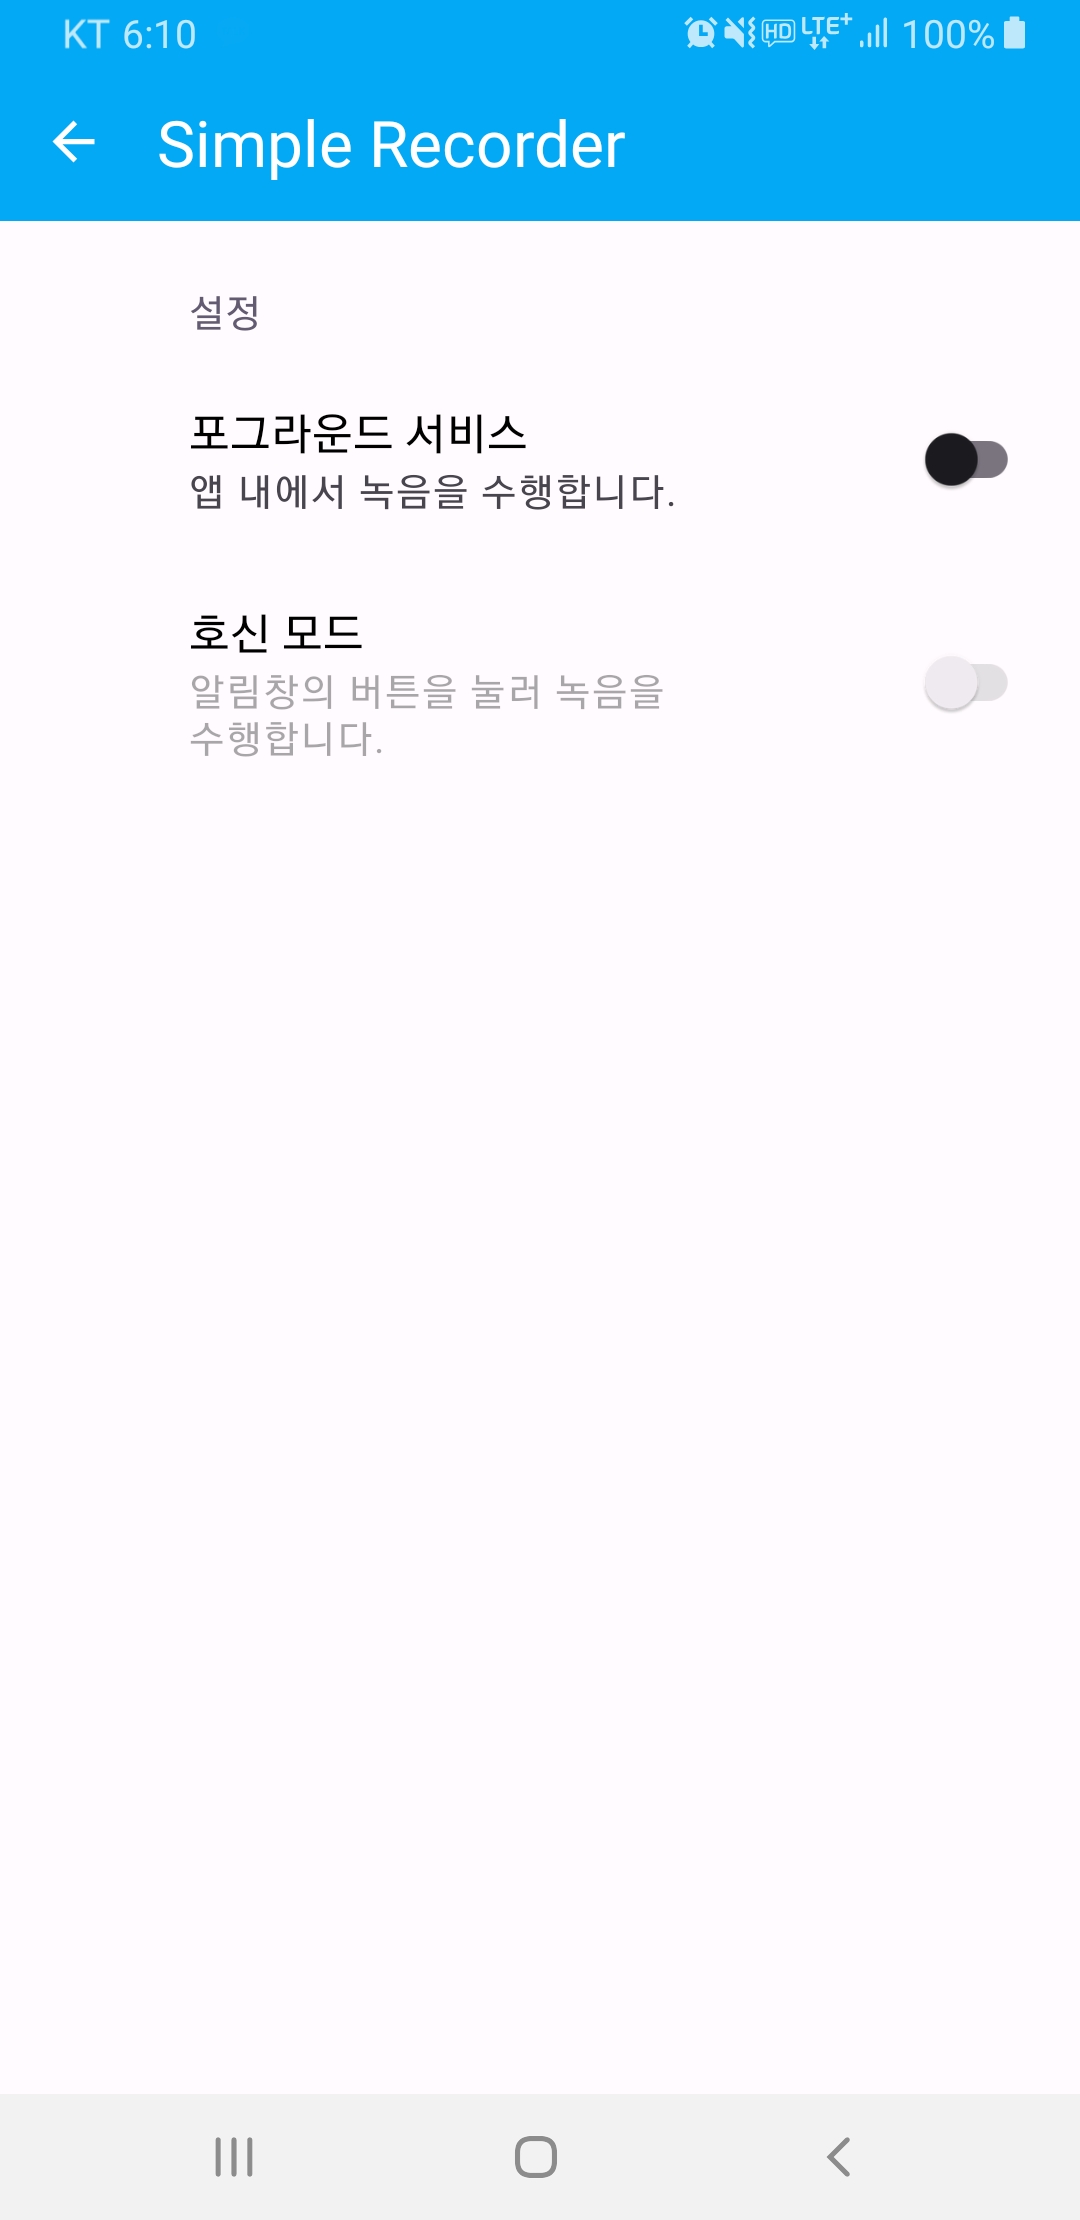 KT 6:10 HD LTE+ 100%
Simple Recorder
설정
포그라운드 서비스
앱 내에서 녹음을 수행합니다.
호신 모드
알림창의 버튼을 눌러 녹음을
수행합니다.